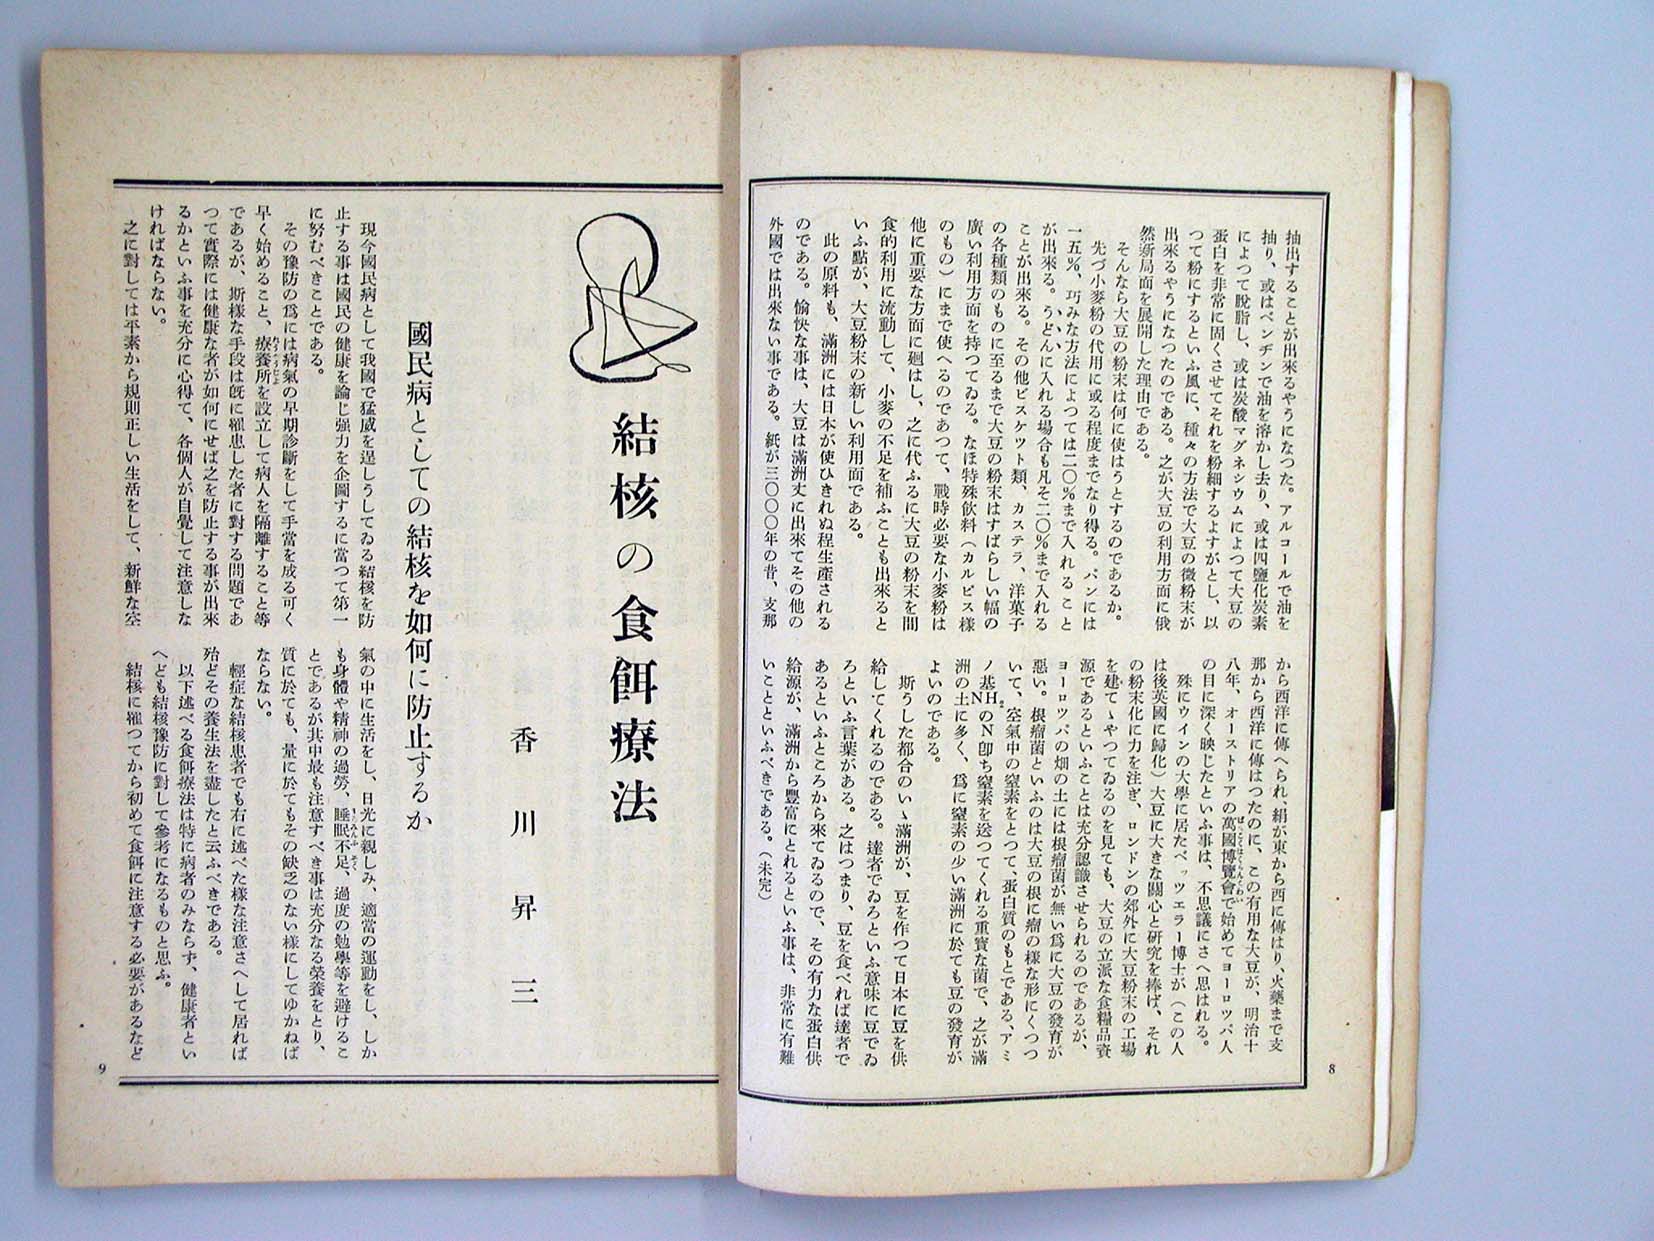 抽出することが出來るやうになつた。アルコールで油を
抽り、或はベンヂンで油を溶かし去り、或は四鹽化炭素
によつて脫脂し、或は炭酸マグネシウムによつて大豆の
蛋白を非常に固くさせてそれを粉細するよすがとし、以
つて粉にするといふ風に、種々の方法で大豆の微粉末が
出來るやうになつたのである。之が大豆の利用方面に俄
然新局面を展開した理由である。
そんなら大豆の粉末は何に使はうとするのであるか。
先づ小麥粉の代用に或る程度までなり得る。パンには
一五%、巧みな方法によつては二〇%まで入れること
が出來る。うどんに入れる場合も凡そ二〇%まで入れる
ことが出來る。その他ビスケツト類、カステラ、洋菓子
の各種類のものに至るまで大豆の粉末はすばらしい幅の
廣い利用方面を持つてゐる。なほ特殊飮料(カルピス樣
のもの)にまで使へるのであつて、戰時必要な小麥粉は
他に重要な方面に廻はし、之に代ふるに大豆の粉末を間
食的利用に流動して、小麥の不足を補ふことも出來ると
いふ點が、大豆粉末の新しい利用面である。
此の原料も、滿洲には日本が使ひきれぬ程生產される
のである。愉快な事は、大豆は滿洲丈に出來てその他の
外國では出來ない事である。紙が三〇〇〇年の昔、支那
から西洋に傳へられ、絹が東から西に傳はり、火藥まで支
那から西洋に傳はつたのに、この有用な大豆が、明治十
八年、オーストリアの萬國博覽會で始めてヨーロツパ人
の目に深く映じたといふ事は、不思議にさへ思はれる。
殊にウインの大學に居たベッツエラー博士が(この人
は後英國に歸化)大豆に大きな關心と研究を捧げ、それ
の粉末化に力を注ぎ、ロンドンの郊外に大豆粉末の工場
を建てゝやつてゐるのを見ても、大豆の立派な食糧品資
源であるといふことは充分認識させられるのであるが、
ヨーロツパの畑の土には根瘤菌が無い爲に大豆の發育が
惡い。根瘤菌といふのは大豆の根に瘤の樣な形にくつつ
いて、空氣中の窒素をとつて、蛋白質のもとである、アミ
ノ基NH₂のN卽ち窒素を送つてくれる重寶な菌で、之が滿
洲の土に多く、爲に窒素の少い滿洲に於ても豆の發育が
よいのである。
斯うした都合のいゝ滿洲が、豆を作つて日本に豆を供
給してくれるのである。達者でゐろといふ意味に豆でゐ
ろといふ言葉がある。之はつまり、豆を食べれば達者で
あるといふところから來てゐるので、その有力な蛋白供
給源が、滿洲から豐富にとれるといふ事は、非常に有難
いことといふべきである。(未完)
8
結核の食餌療法
香川昇三
國民病としての結核を如何に防止するか
現今國民病として我國で猛威を逞しうしてゐる結核を防
止する事は國民の健康を論じ强力を企圖するに當つて第一
に努むべきことである。
その豫防の爲には病氣の早期診斷をして手當を成る可く
早く始めること、療養所を設立して病人を隔離すること等
であるが、斯樣な手段は旣に罹患した者に對する問題であ
つて實際には健康な者が如何にせば之を防止する事が出來
るかといふ事を充分に心得て、各個人が自覺して注意しな
ければならない。
之に對しては平素から規則正しい生活をして、新鮮な空
氣の中に生活をし、日光に親しみ、適當の運動をし、しか
も身體や精神の過勞、睡眠不足、過度の勉學等を避けるこ
とであるが其中最も注意すべき事は充分なる榮養をとり、
質に於ても、量に於てもその缺乏のない樣にしてゆかねば
ならない。
輕症な結核患者でも右に述べた樣な注意さへして居れば
殆どその養生法を盡したと云ふべきである。
以下述べる食餌療法は特に病者のみならず、健康者とい
へども結核豫防に對して參考になるものと思ふ。
結核に罹つてから初めて食餌に注意する必要があるなど
9